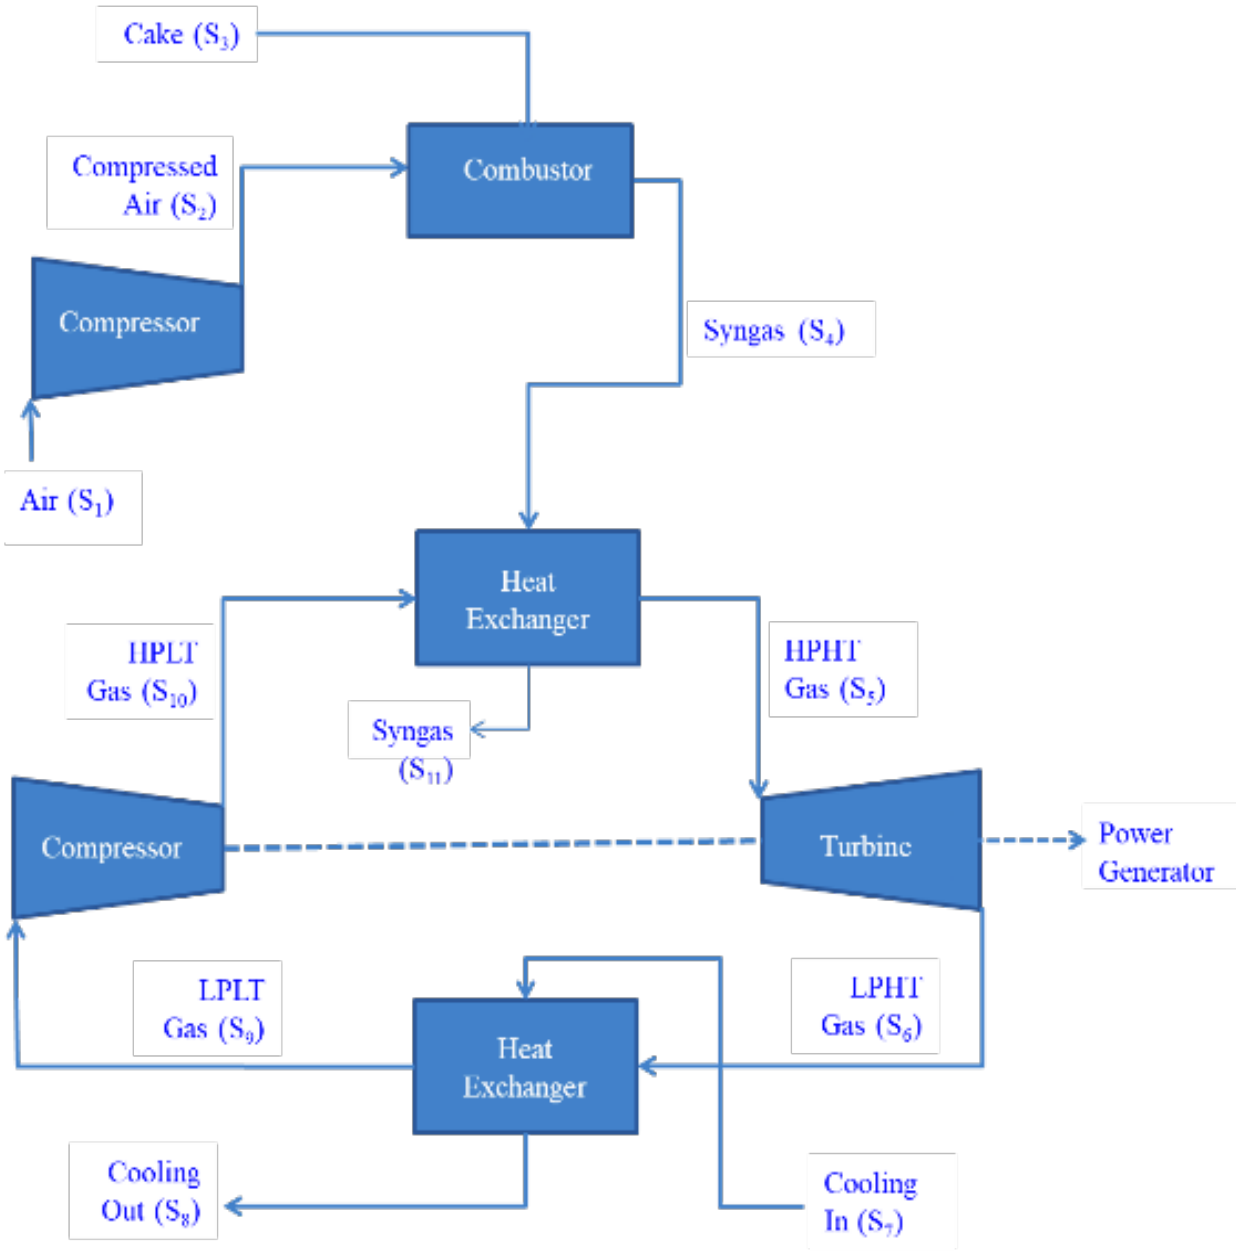 Cake (S₃)
Compressed
Air (S₂)
Combustor
Compressor
Syngas (S₄)
Air (S₁)
Heat
Exchanger
HPLT
Gas (S₁₀)
HPHT
Gas (S₅)
Syngas
(S₁₁)
Compressor
Turbine
Power
Generator
LPLT
Gas (S₉)
LPHT
Gas (S₆)
Heat
Exchanger
Cooling
Out (S₈)
Cooling
In (S₇)